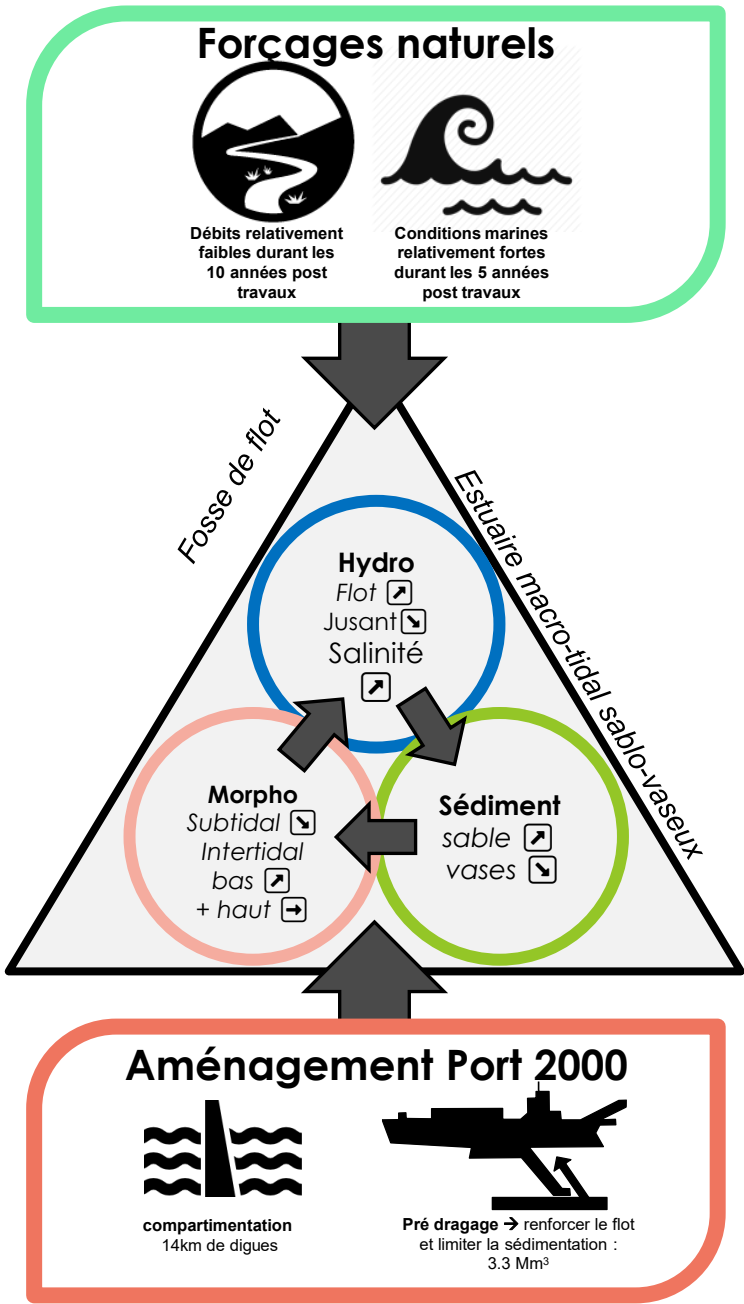 Forçages naturels
Débits relativement
faibles durant les
10 années post
travaux
Conditions marines
relativement fortes
durant les 5 années
post travaux
Fosse de flot
Estuaire macro-tidal sablo-vaseux
Hydro
Flot ↗
Jusant ↘
Salinité
↗
Morpho
Subtidal ↘
Intertidal
bas ↗
+ haut →
Sédiment
sable ↗
vases ↘
Aménagement Port 2000
compartimentation
14km de digues
Pré dragage → renforcer le flot
et limiter la sédimentation :
3.3 Mm³